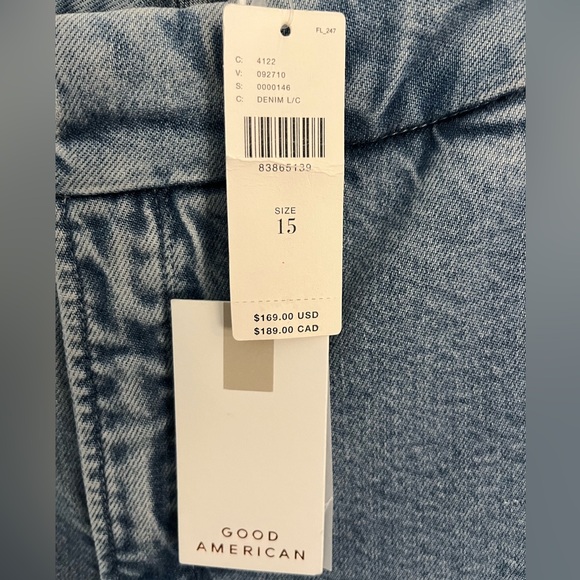 FL_247
C: 4122
V: 092710
S: 0000146
C: DENIM L/C
83865139
SIZE
15
$169.00 USD
$189.00 CAD
GOOD
AMERICAN